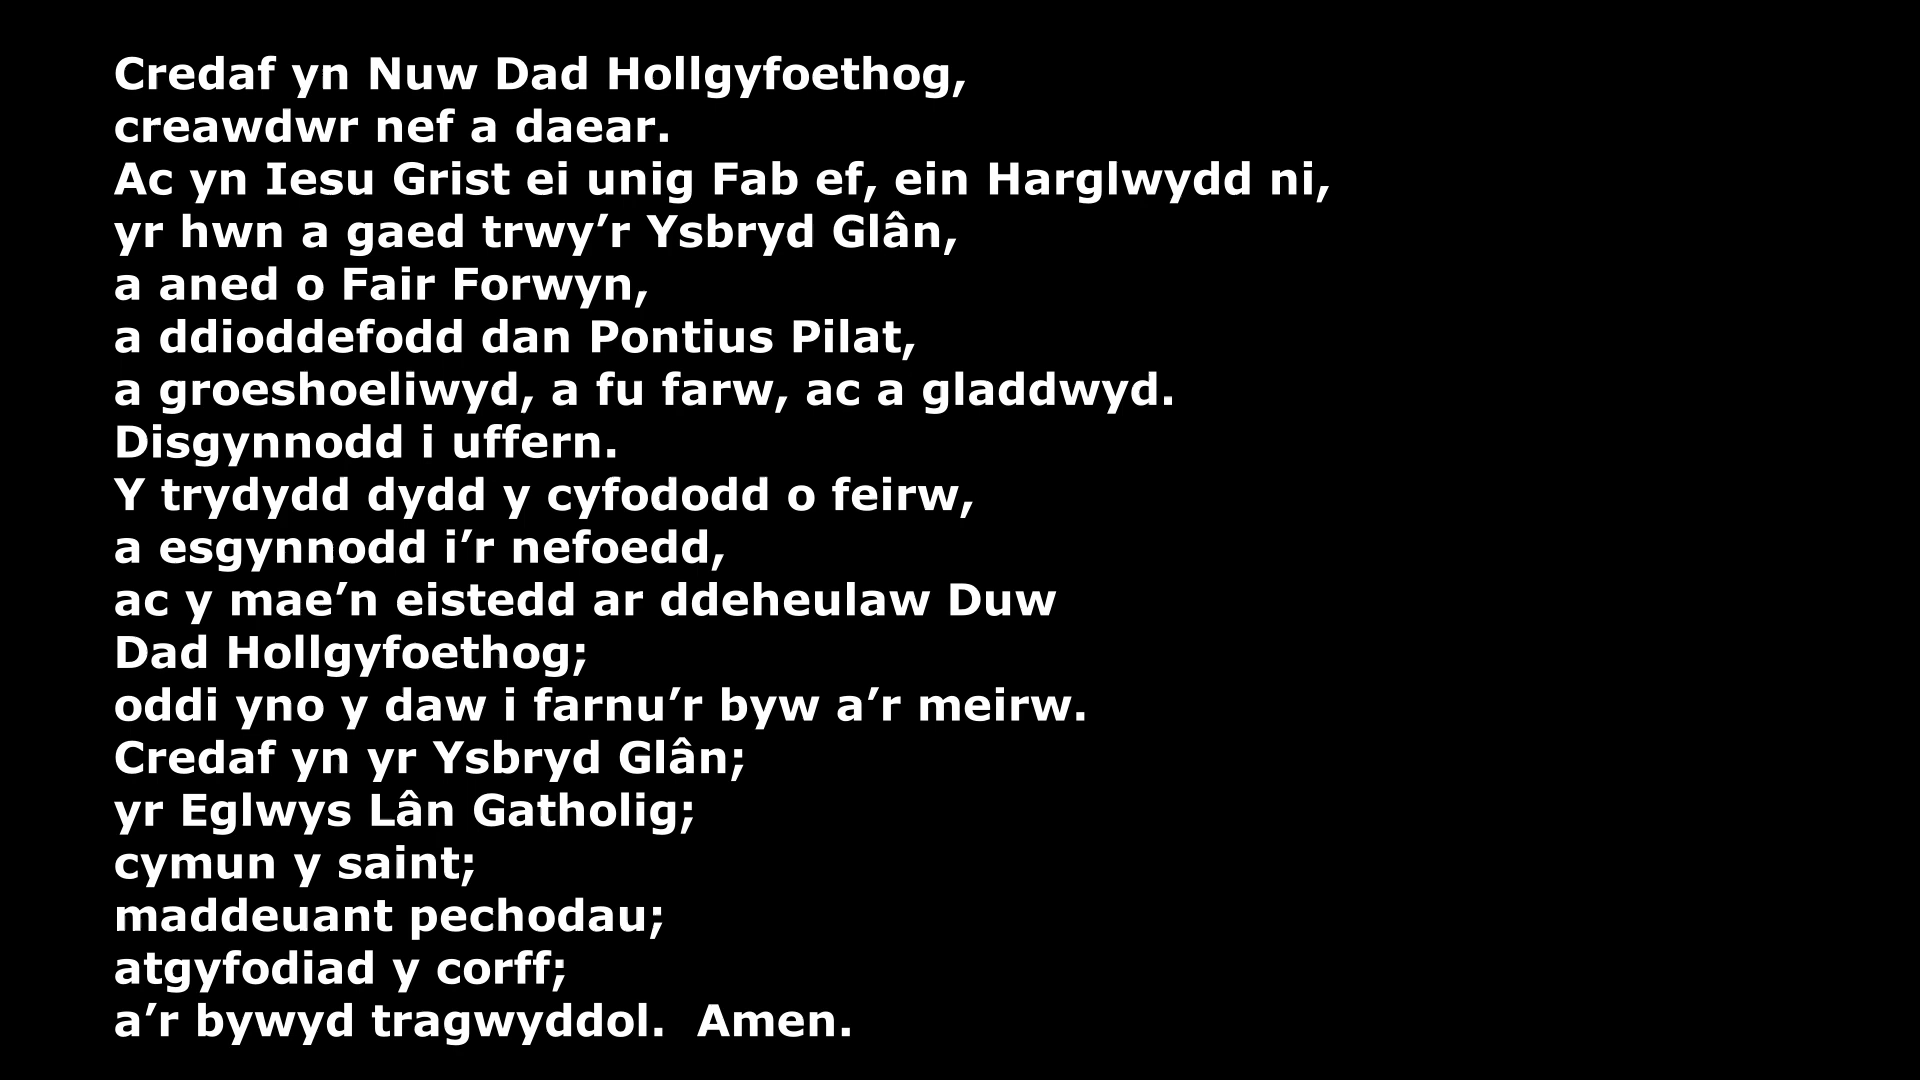 Credaf yn Nuw Dad Hollgyfoethog,
creawdwr nef a daear.
Ac yn Iesu Grist ei unig Fab ef, ein Harglwydd ni,
yr hwn a gaed trwy’r Ysbryd Glân,
a aned o Fair Forwyn,
a ddioddefodd dan Pontius Pilat,
a groeshoeliwyd, a fu farw, ac a gladdwyd.
Disgynnodd i uffern.
Y trydydd dydd y cyfododd o feirw,
a esgynnodd i’r nefoedd,
ac y mae’n eistedd ar ddeheulaw Duw
Dad Hollgyfoethog;
oddi yno y daw i farnu’r byw a’r meirw.
Credaf yn yr Ysbryd Glân;
yr Eglwys Lân Gatholig;
cymun y saint;
maddeuant pechodau;
atgyfodiad y corff;
a’r bywyd tragwyddol.  Amen.